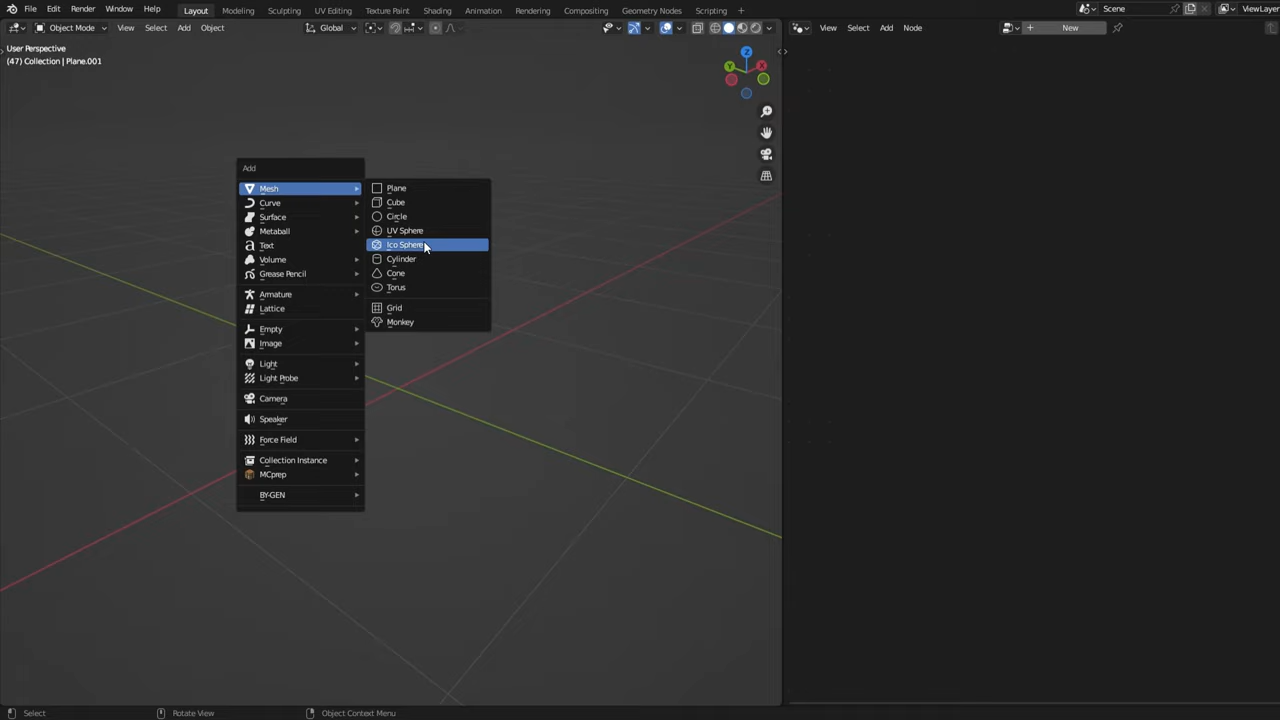 File Edit Render Window Help Layout Modeling Sculpting UV Editing Texture Paint Shading Animation Rendering Compositing Geometry Nodes Scripting + Scene ViewLayer
Object Mode View Select Add Object Global View Select Add Node + New
User Perspective
(47) Collection | Plane.001
Z
Y
X
Add
Mesh
Curve
Surface
Metaball
Text
Volume
Grease Pencil
Armature
Lattice
Empty
Image
Light
Light Probe
Camera
Speaker
Force Field
Collection Instance
MCprep
BY-GEN
Plane
Cube
Circle
UV Sphere
Ico Sphere
Cylinder
Cone
Torus
Grid
Monkey
Select Rotate View Object Context Menu